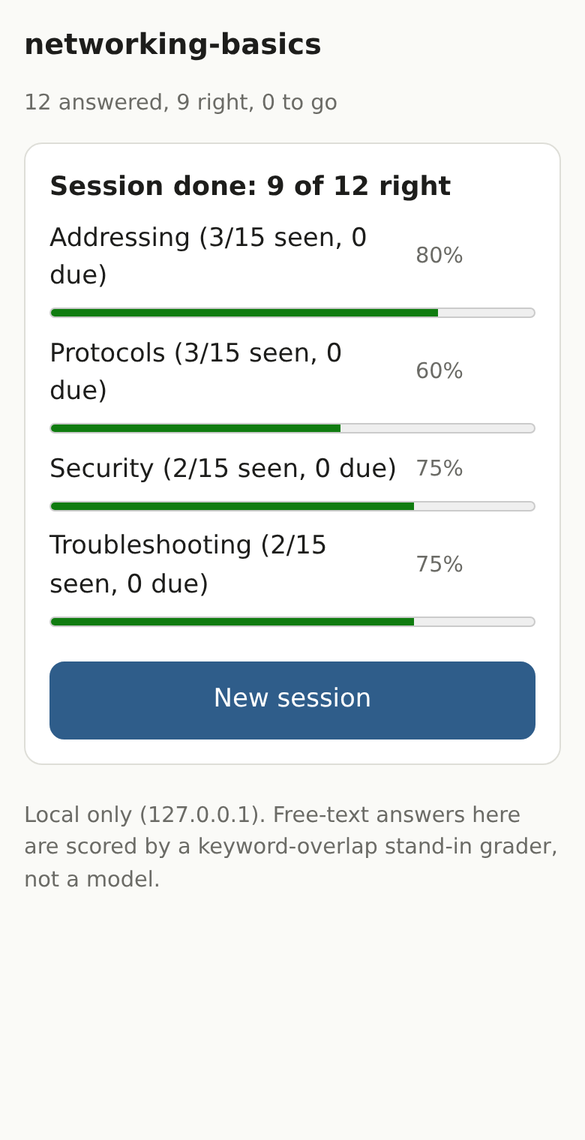 networking-basics
12 answered, 9 right, 0 to go
Session done: 9 of 12 right
Addressing (3/15 seen, 0
due)
80%
Protocols (3/15 seen, 0
due)
60%
Security (2/15 seen, 0 due) 75%
Troubleshooting (2/15
seen, 0 due)
75%
New session
Local only (127.0.0.1). Free-text answers here
are scored by a keyword-overlap stand-in grader,
not a model.